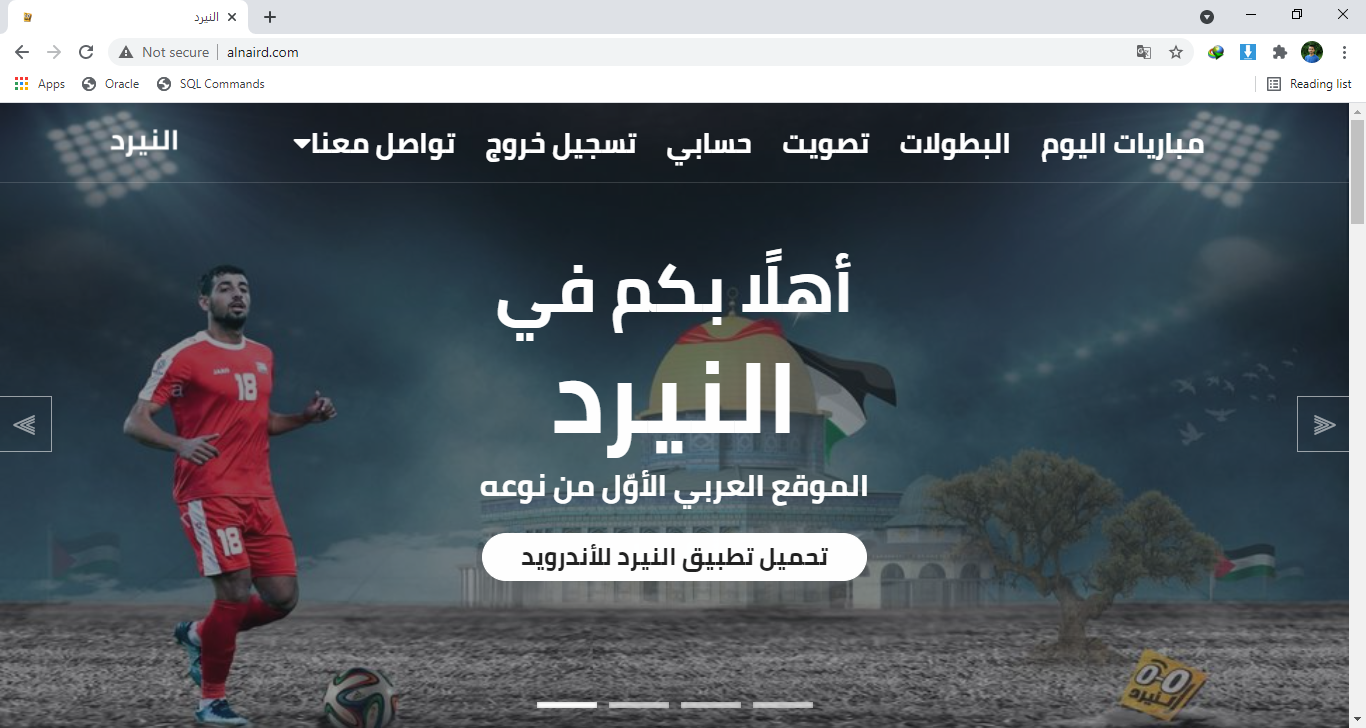 النيرد
Not secure
alnaird.com
Apps
Oracle
SQL Commands
Reading list
مباريات اليوم
البطولات
تصويت
حسابي
تسجيل خروج
تواصل معنا
النيرد
أهلًا بكم في
النيرد
الموقع العربي الأوّل من نوعه
تحميل تطبيق النيرد للأندرويد
JAKO
18
18
0-0
النيرد